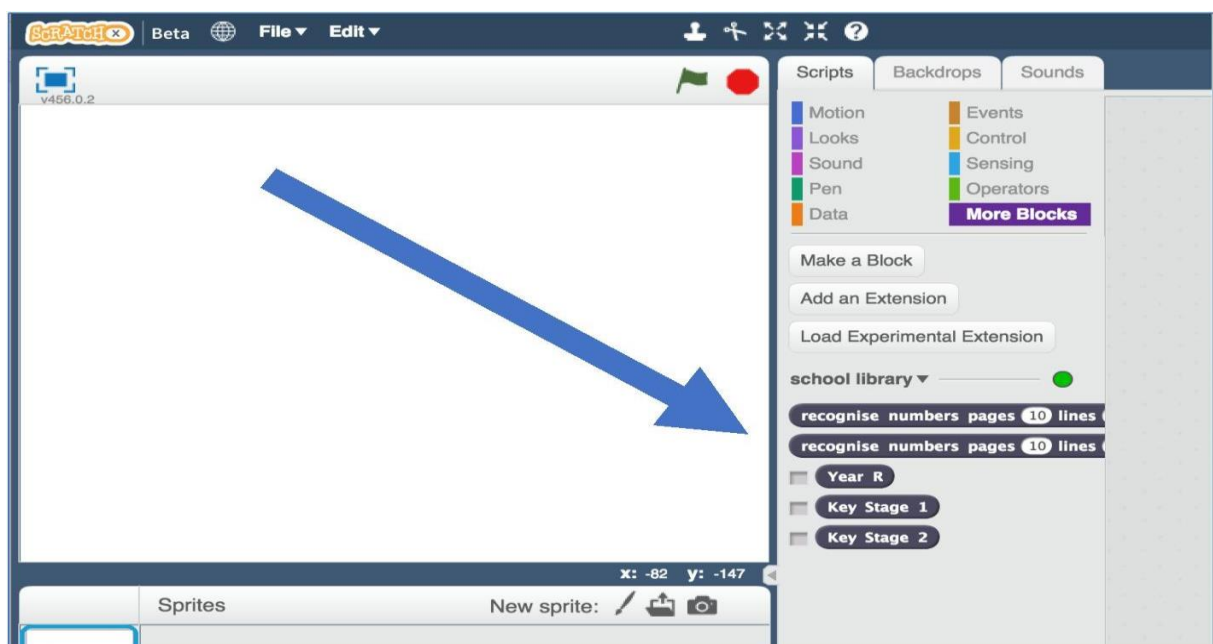 SCRATCHX Beta File Edit
v456.0.2
Scripts Backdrops Sounds
Motion Events
Looks Control
Sound Sensing
Pen Operators
Data More Blocks
Make a Block
Add an Extension
Load Experimental Extension
school library
recognise numbers pages 10 lines
recognise numbers pages 10 lines
Year R
Key Stage 1
Key Stage 2
x: -82 y: -147
Sprites New sprite: